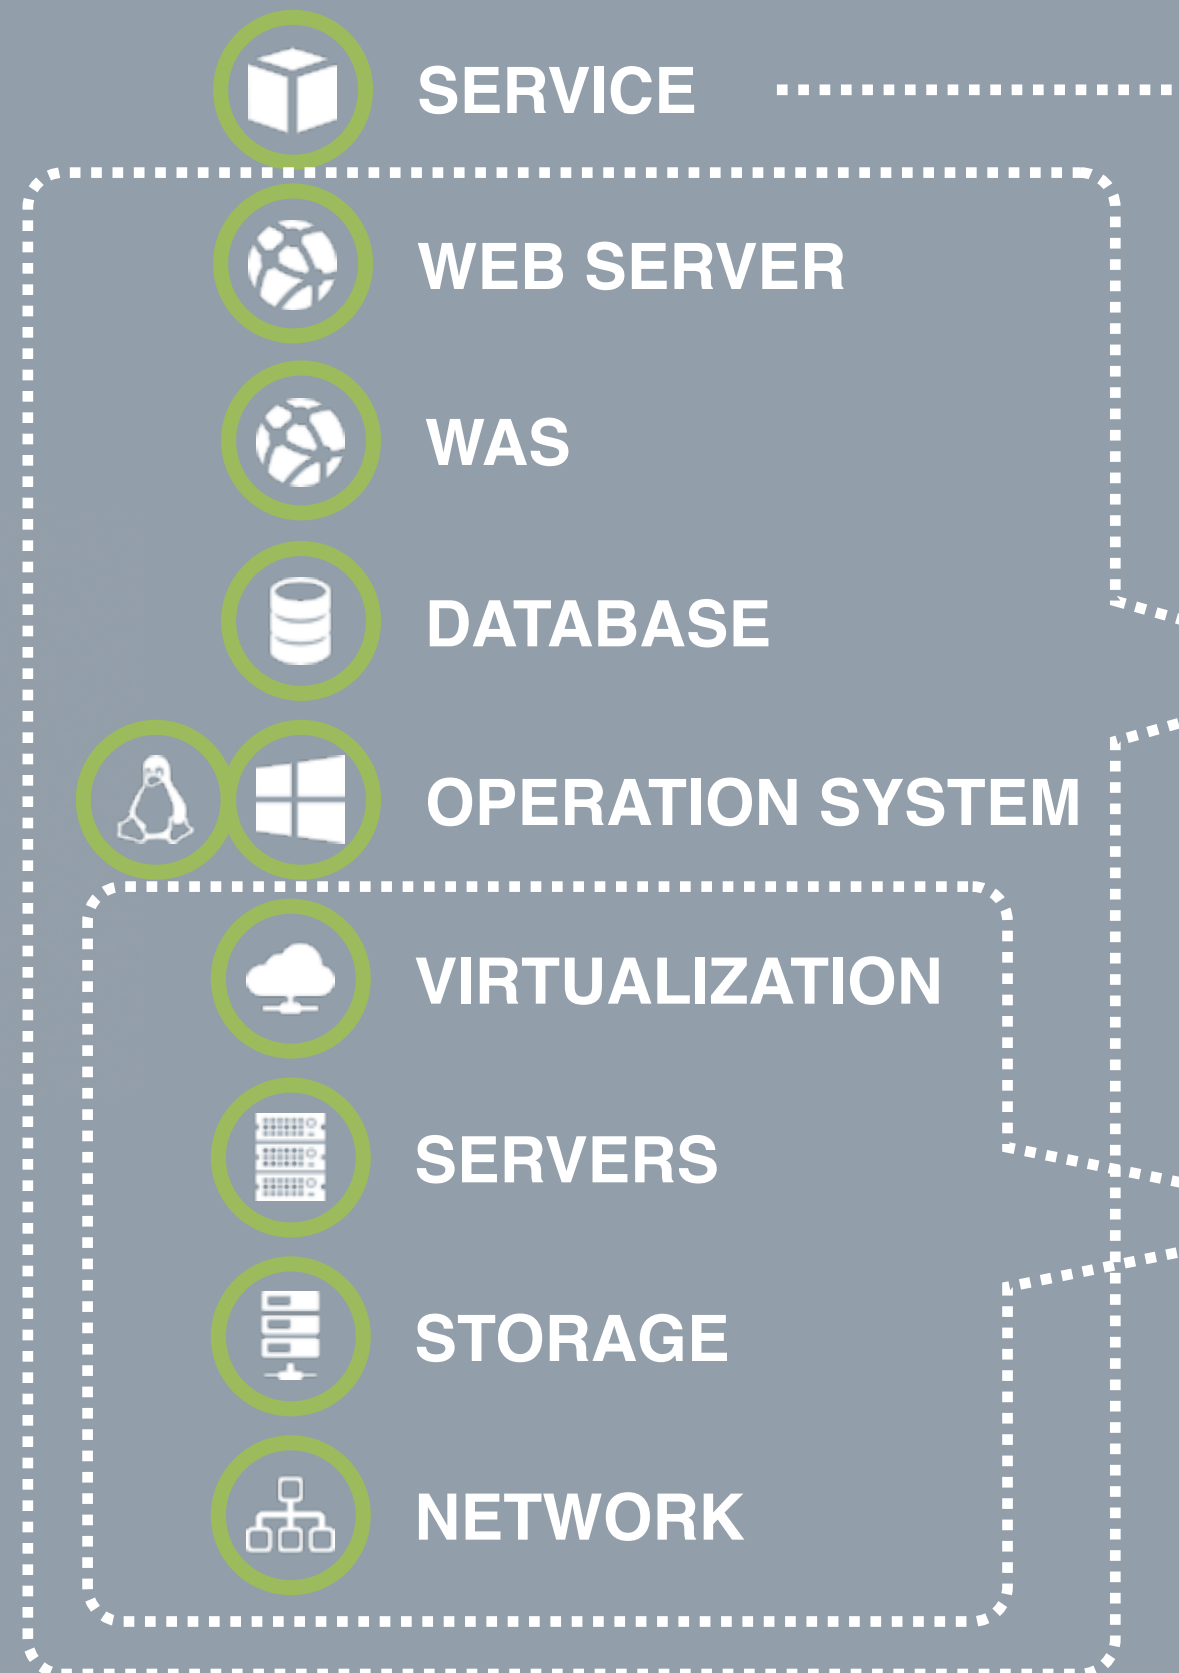 SERVICE
WEB SERVER
WAS
DATABASE
OPERATION SYSTEM
VIRTUALIZATION
SERVERS
STORAGE
NETWORK